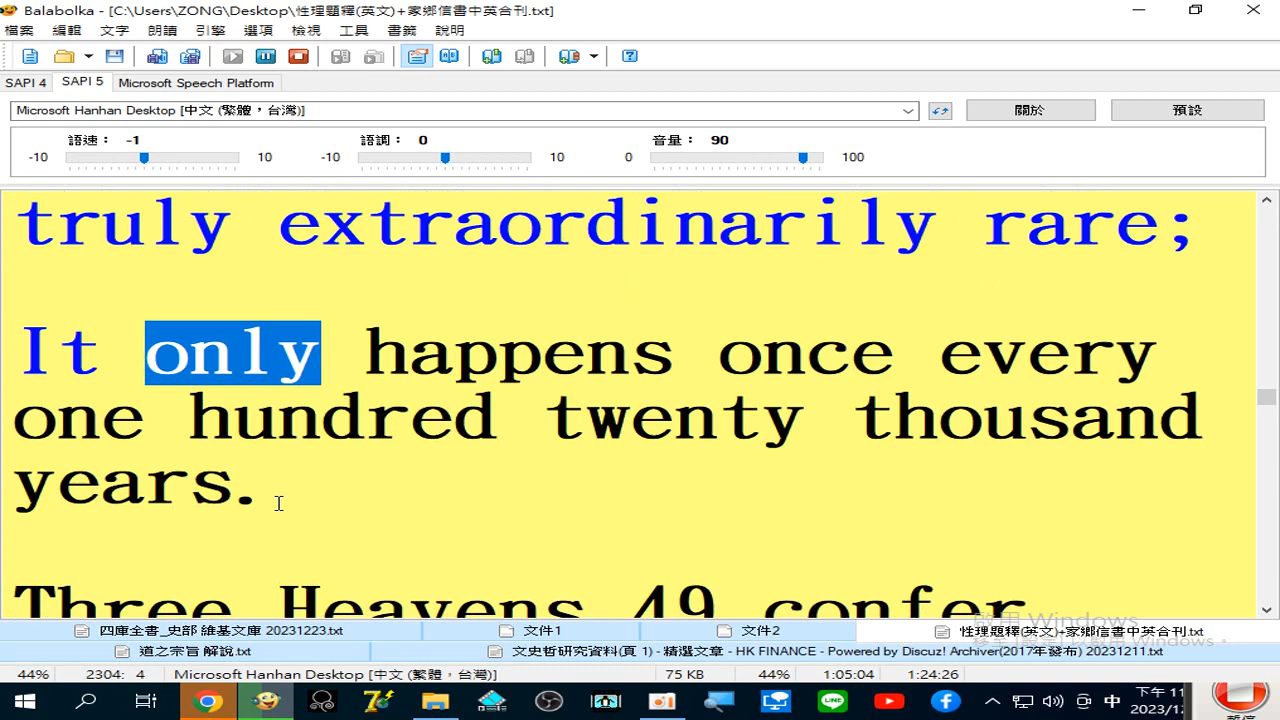 Balabolka - [C:\Users\ZONG\Desktop\性理題釋(英文)+家鄉信書中英合刊.txt]
檔案 編輯 文字 朗讀 引擎 選項 檢視 工具 書籤 說明
SAPI 4 SAPI 5 Microsoft Speech Platform
Microsoft Hanhan Desktop [中文 (繁體，台灣)] 關於 預設
語速： -1 語調： 0 音量： 90
-10 10 -10 10 0 100
truly extraordinarily rare;
It only happens once every
one hundred twenty thousand
years.
Three Heavens 49 confer
啟用 Windows
四庫全書_史部 維基文庫 20231223.txt 文件1 文件2 性理題釋(英文)+家鄉信書中英合刊.txt
道之宗旨 解說.txt 文史哲研究資料(頁 1) - 精選文章 - HK FINANCE - Powered by Discuz! Archiver(2017年發布) 20231211.txt
44% 2304: 4 Microsoft Hanhan Desktop [中文 (繁體，台灣)] 75 KB 44% 1:05:04 1:24:26
中 下午 11
2023/12